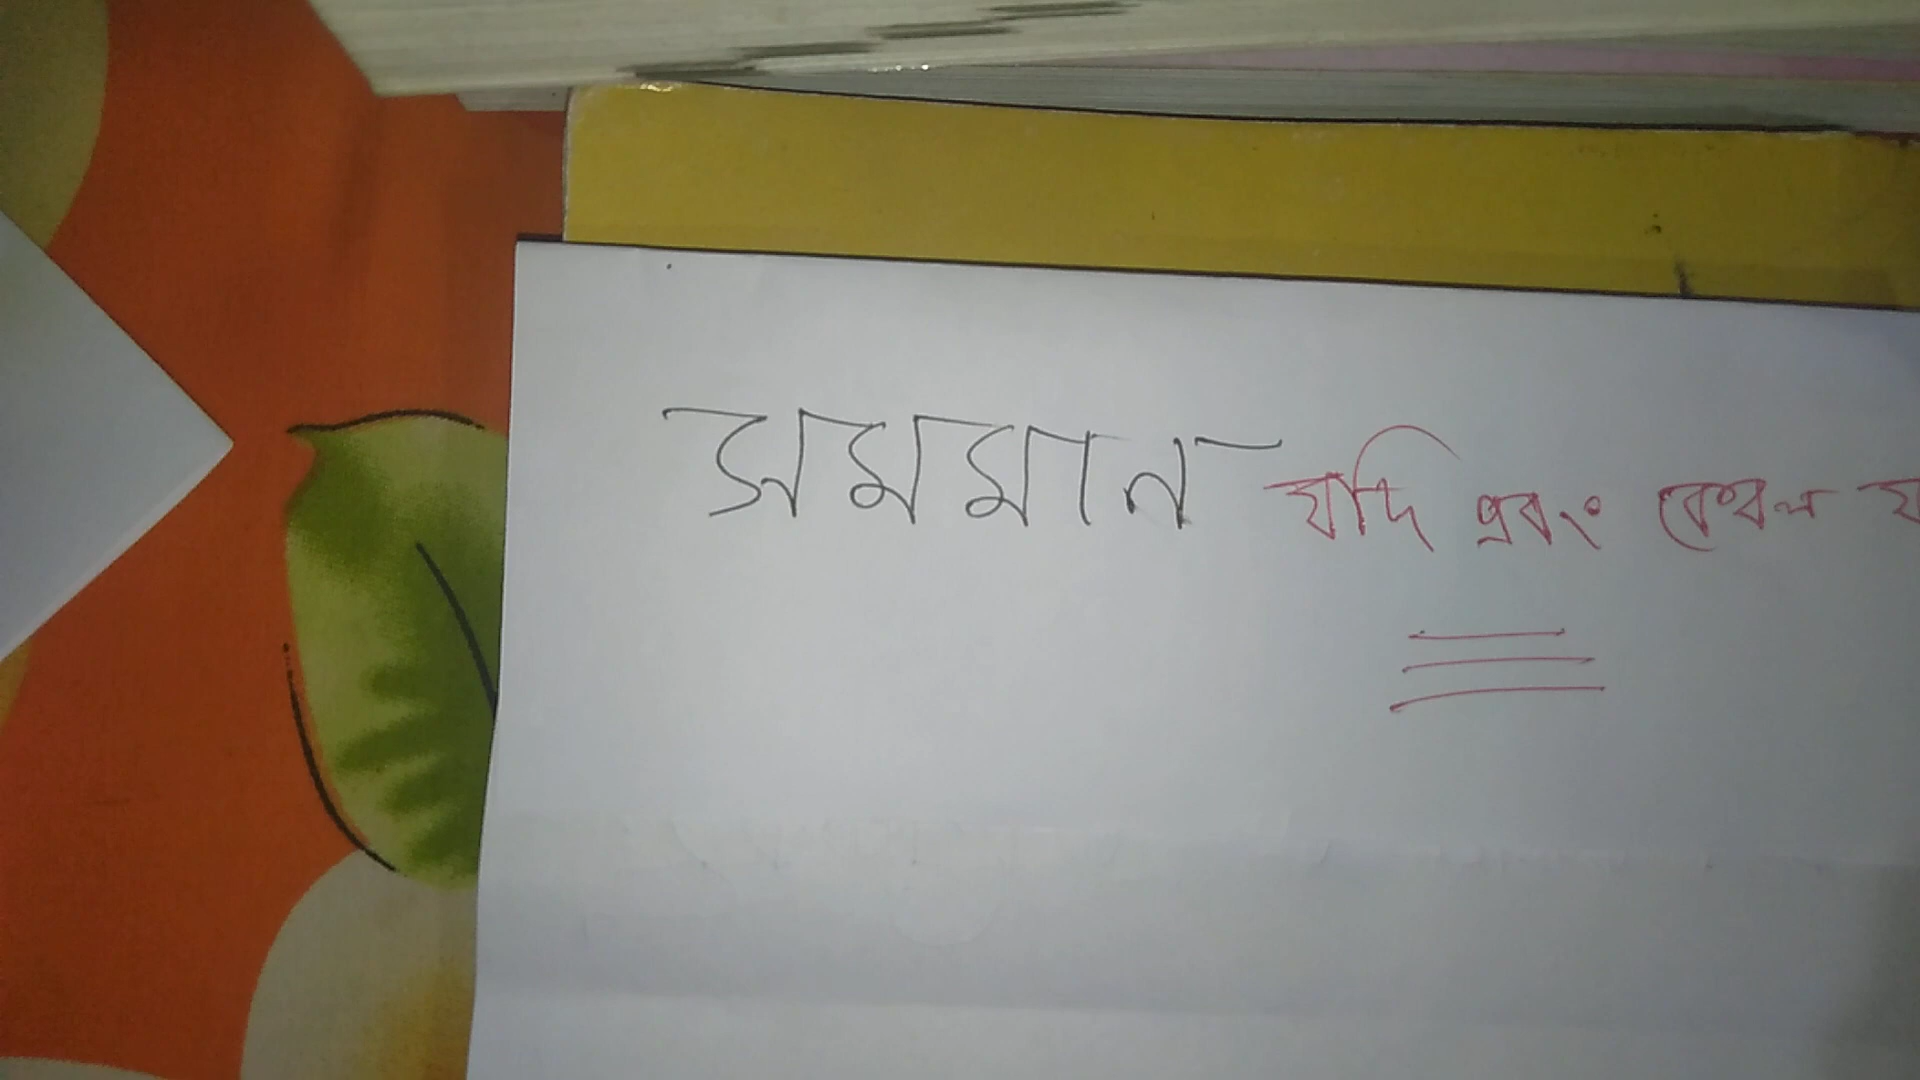 সমমান যদি এবং কেবল য